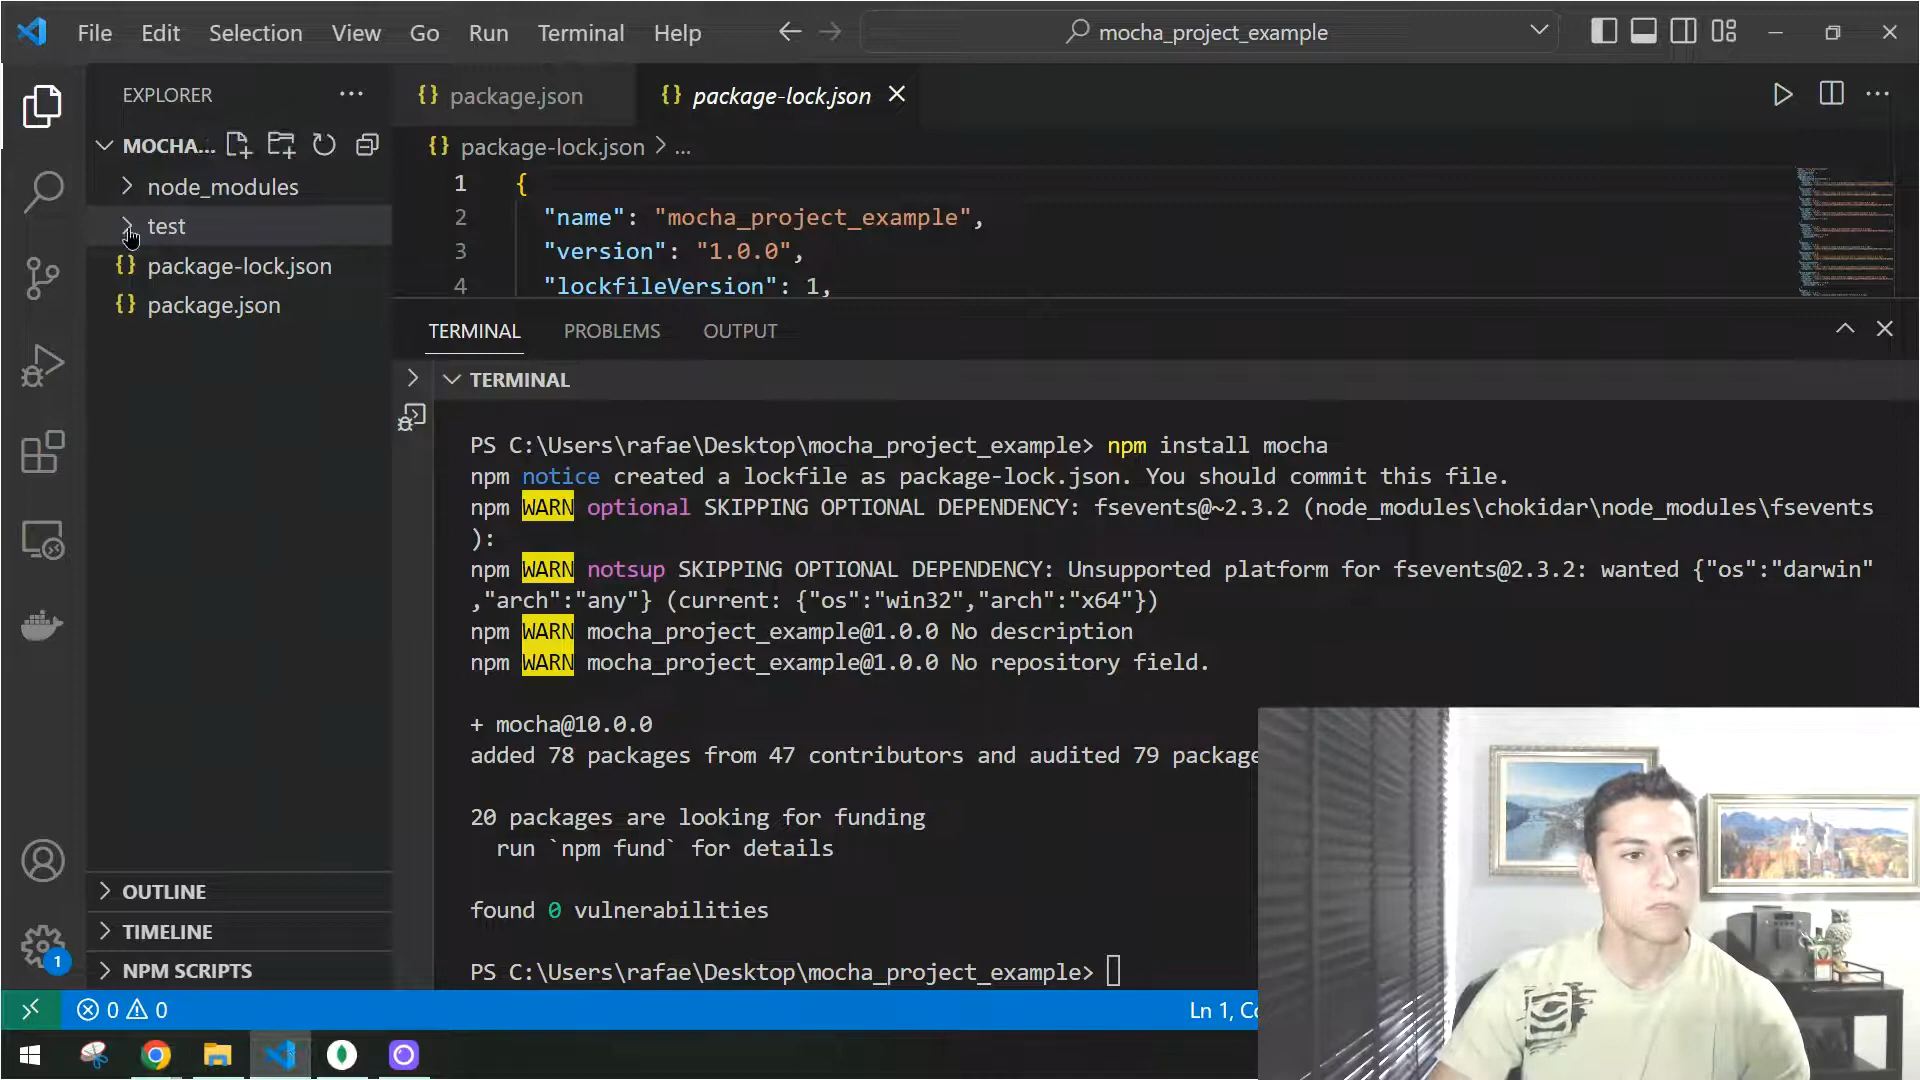 File Edit Selection View Go Run Terminal Help
mocha_project_example
EXPLORER
MOCHA...
node_modules
test
{} package-lock.json
{} package.json
OUTLINE
TIMELINE
NPM SCRIPTS
{} package.json
{} package-lock.json
{} package-lock.json > ...
1 {
2 "name": "mocha_project_example",
3 "version": "1.0.0",
4 "lockfileVersion": 1,
TERMINAL PROBLEMS OUTPUT
TERMINAL
PS C:\Users\rafae\Desktop\mocha_project_example> npm install mocha
npm notice created a lockfile as package-lock.json. You should commit this file.
npm WARN optional SKIPPING OPTIONAL DEPENDENCY: fsevents@~2.3.2 (node_modules\chokidar\node_modules\fsevents
):
npm WARN notsup SKIPPING OPTIONAL DEPENDENCY: Unsupported platform for fsevents@2.3.2: wanted {"os":"darwin"
,"arch":"any"} (current: {"os":"win32","arch":"x64"})
npm WARN mocha_project_example@1.0.0 No description
npm WARN mocha_project_example@1.0.0 No repository field.
+ mocha@10.0.0
added 78 packages from 47 contributors and audited 79 package
20 packages are looking for funding
run `npm fund` for details
found 0 vulnerabilities
PS C:\Users\rafae\Desktop\mocha_project_example>
1
0 0
Ln 1, Co